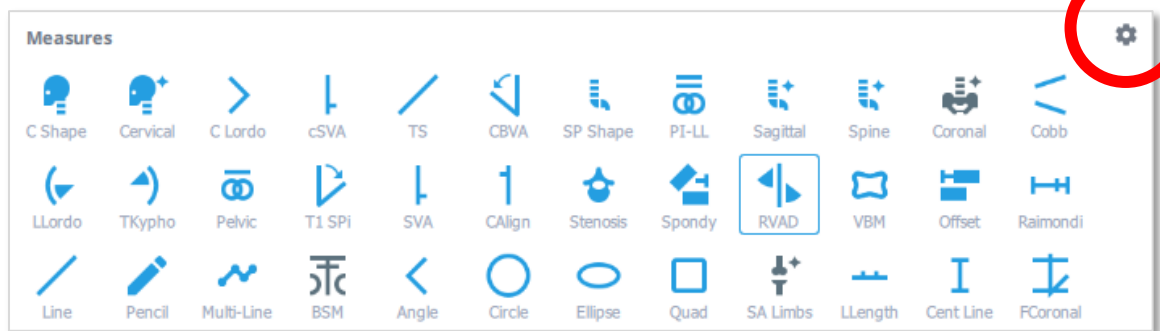 Measures
C Shape Cervical C Lordo cSVA TS CBVA SP Shape PI-LL Sagittal Spine Coronal Cobb
LLordo TKypho Pelvic T1 SPi SVA CAlign Stenosis Spondy RVAD VBM Offset Raimondi
Line Pencil Multi-Line BSM Angle Circle Ellipse Quad SA Limbs LLength Cent Line FCoronal